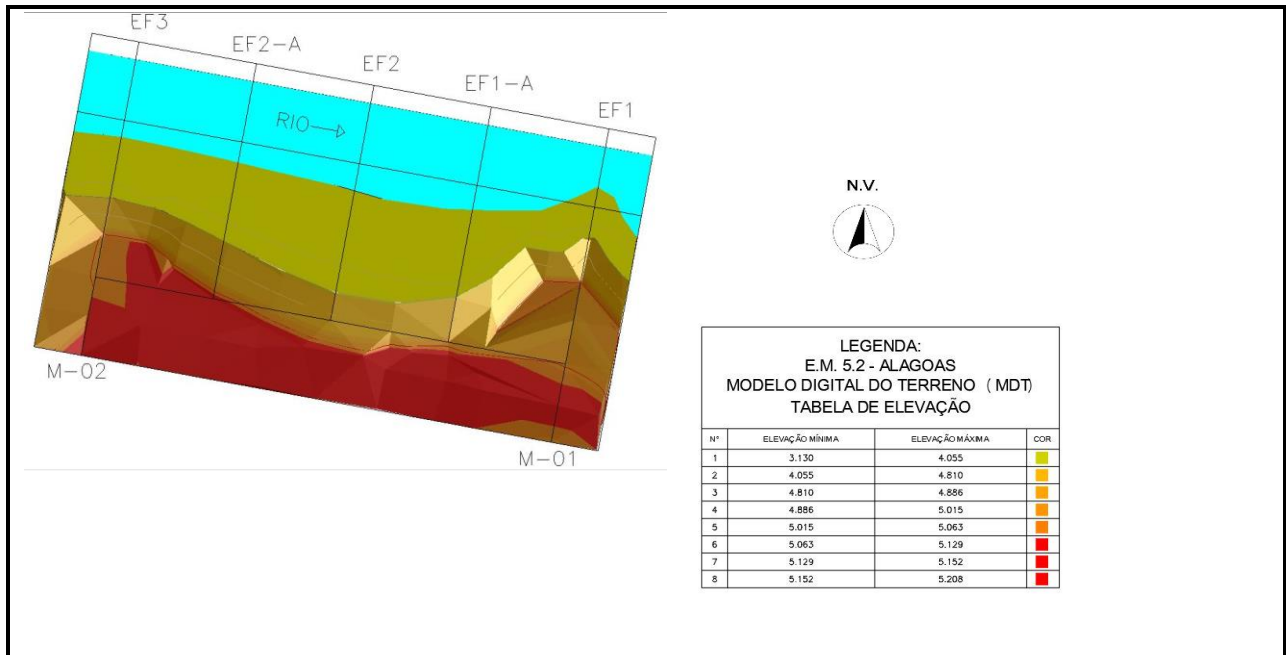 EF3
EF2-A
EF2
EF1-A
EF1
RIO
M-02
M-01
N.V.
LEGENDA:
E.M. 5.2 - ALAGOAS
MODELO DIGITAL DO TERRENO ( MDT)
TABELA DE ELEVAÇÃO
N° ELEVAÇÃO MÍNIMA ELEVAÇÃO MÁXIMA COR
1 3.130 4.055
2 4.055 4.810
3 4.810 4.886
4 4.886 5.015
5 5.015 5.063
6 5.063 5.129
7 5.129 5.152
8 5.152 5.208